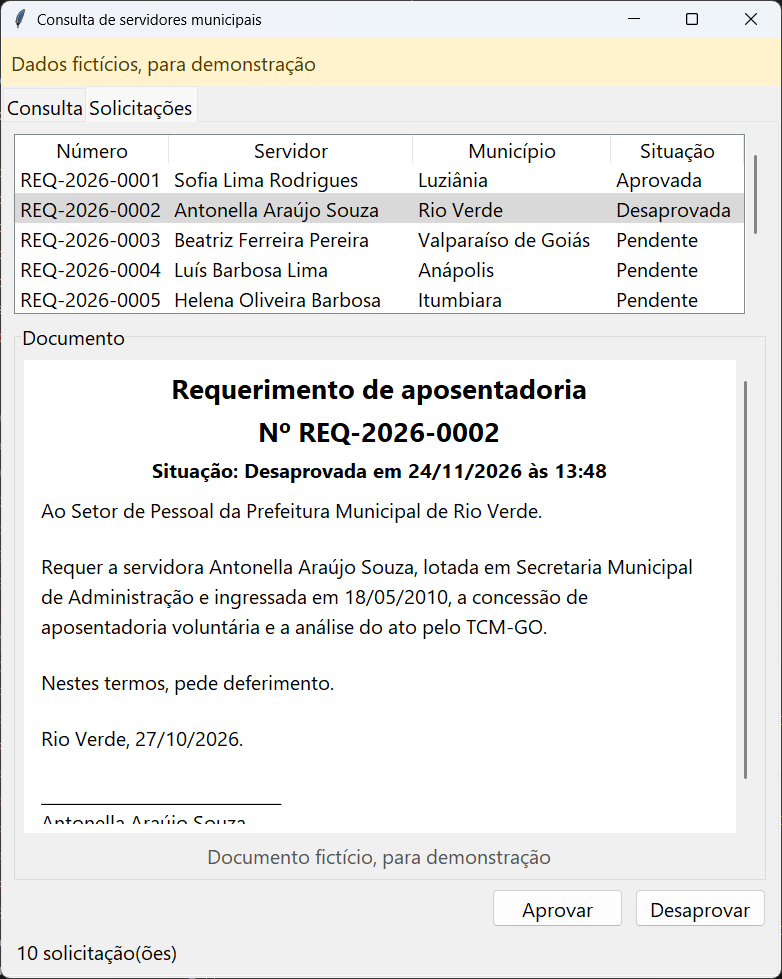 Consulta de servidores municipais
Dados fictícios, para demonstração
Consulta Solicitações
Número Servidor Município Situação
REQ-2026-0001 Sofia Lima Rodrigues Luziânia Aprovada
REQ-2026-0002 Antonella Araújo Souza Rio Verde Desaprovada
REQ-2026-0003 Beatriz Ferreira Pereira Valparaíso de Goiás Pendente
REQ-2026-0004 Luís Barbosa Lima Anápolis Pendente
REQ-2026-0005 Helena Oliveira Barbosa Itumbiara Pendente
Documento
Requerimento de aposentadoria
Nº REQ-2026-0002
Situação: Desaprovada em 24/11/2026 às 13:48
Ao Setor de Pessoal da Prefeitura Municipal de Rio Verde.
Requer a servidora Antonella Araújo Souza, lotada em Secretaria Municipal
de Administração e ingressada em 18/05/2010, a concessão de
aposentadoria voluntária e a análise do ato pelo TCM-GO.
Nestes termos, pede deferimento.
Rio Verde, 27/10/2026.
Antonella Araújo Souza
Documento fictício, para demonstração
Aprovar Desaprovar
10 solicitação(ões)